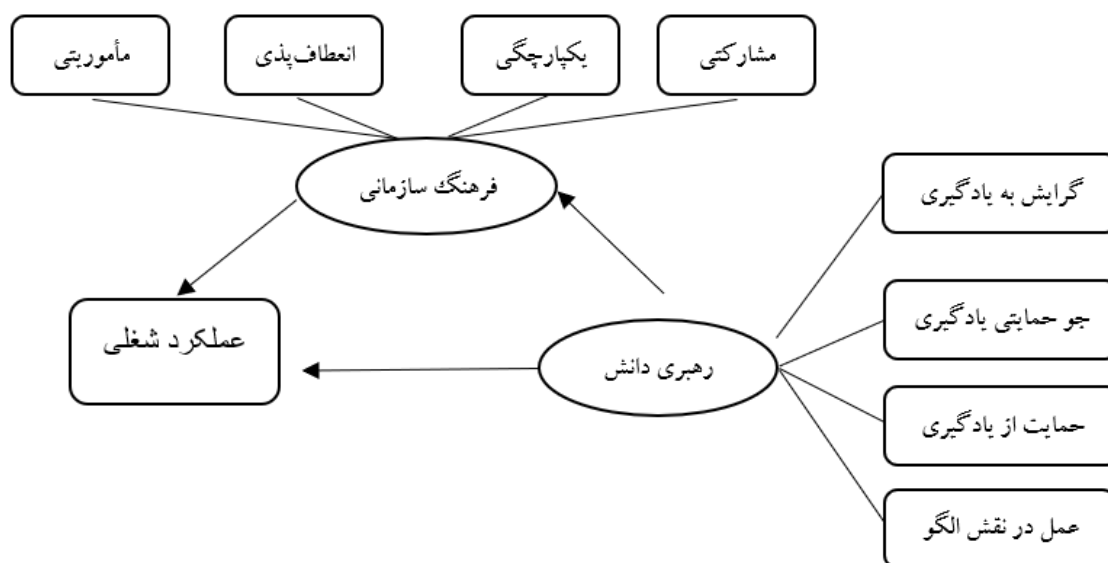 مشارکتی
یکپارچگی
انعطاف‌پذی
مأموریتی
فرهنگ سازمانی
گرایش به یادگیری
جو حمایتی یادگیری
عملکرد شغلی
رهبری دانش
حمایت از یادگیری
عمل در نقش الگو